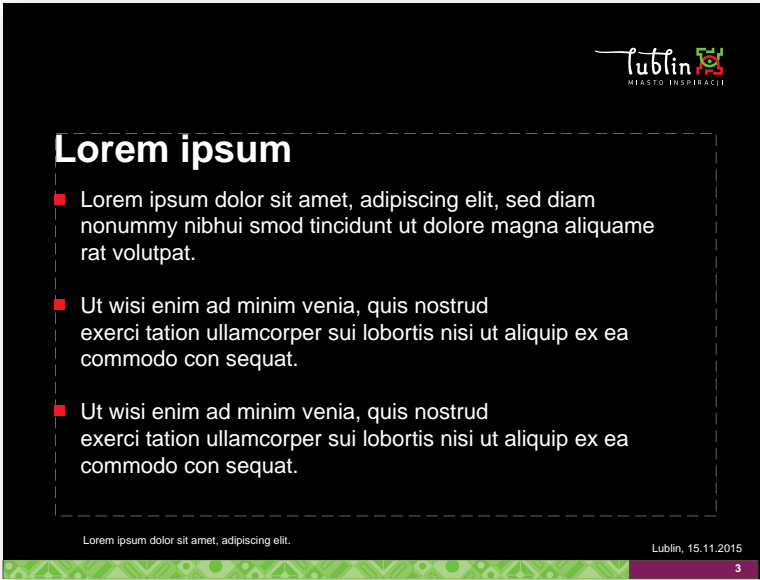 lublin
MIASTO INSPIRACJI
Lorem ipsum
Lorem ipsum dolor sit amet, adipiscing elit, sed diam
nonummy nibhui smod tincidunt ut dolore magna aliquame
rat volutpat.
Ut wisi enim ad minim venia, quis nostrud
exerci tation ullamcorper sui lobortis nisi ut aliquip ex ea
commodo con sequat.
Ut wisi enim ad minim venia, quis nostrud
exerci tation ullamcorper sui lobortis nisi ut aliquip ex ea
commodo con sequat.
Lorem ipsum dolor sit amet, adipiscing elit.
Lublin, 15.11.2015
3